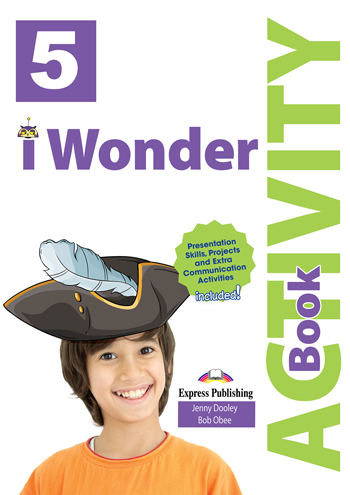 5
i Wonder
ACTIVITY
Book
Presentation
Skills, Projects
and Extra
Communication
Activities
included!
Express Publishing
Jenny Dooley
Bob Obee